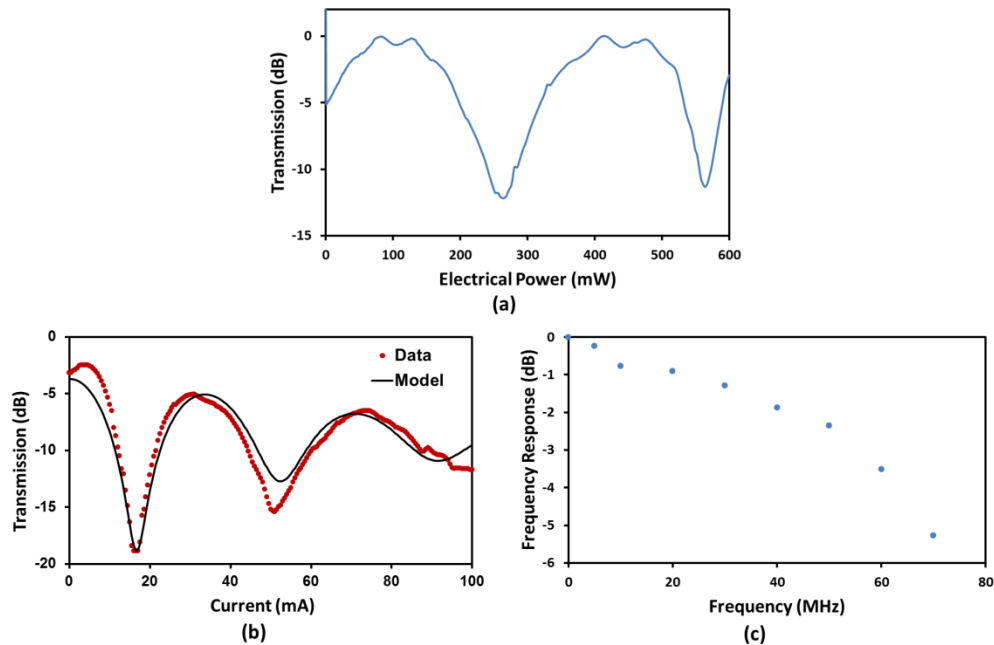 0
-5
-10
-15
Transmission (dB)
0 100 200 300 400 500 600
Electrical Power (mW)
(a)
0
-5
-10
-15
-20
Transmission (dB)
Data
Model
0 20 40 60 80 100
Current (mA)
(b)
0
-1
-2
-3
-4
-5
-6
Frequency Response (dB)
0 20 40 60 80
Frequency (MHz)
(c)